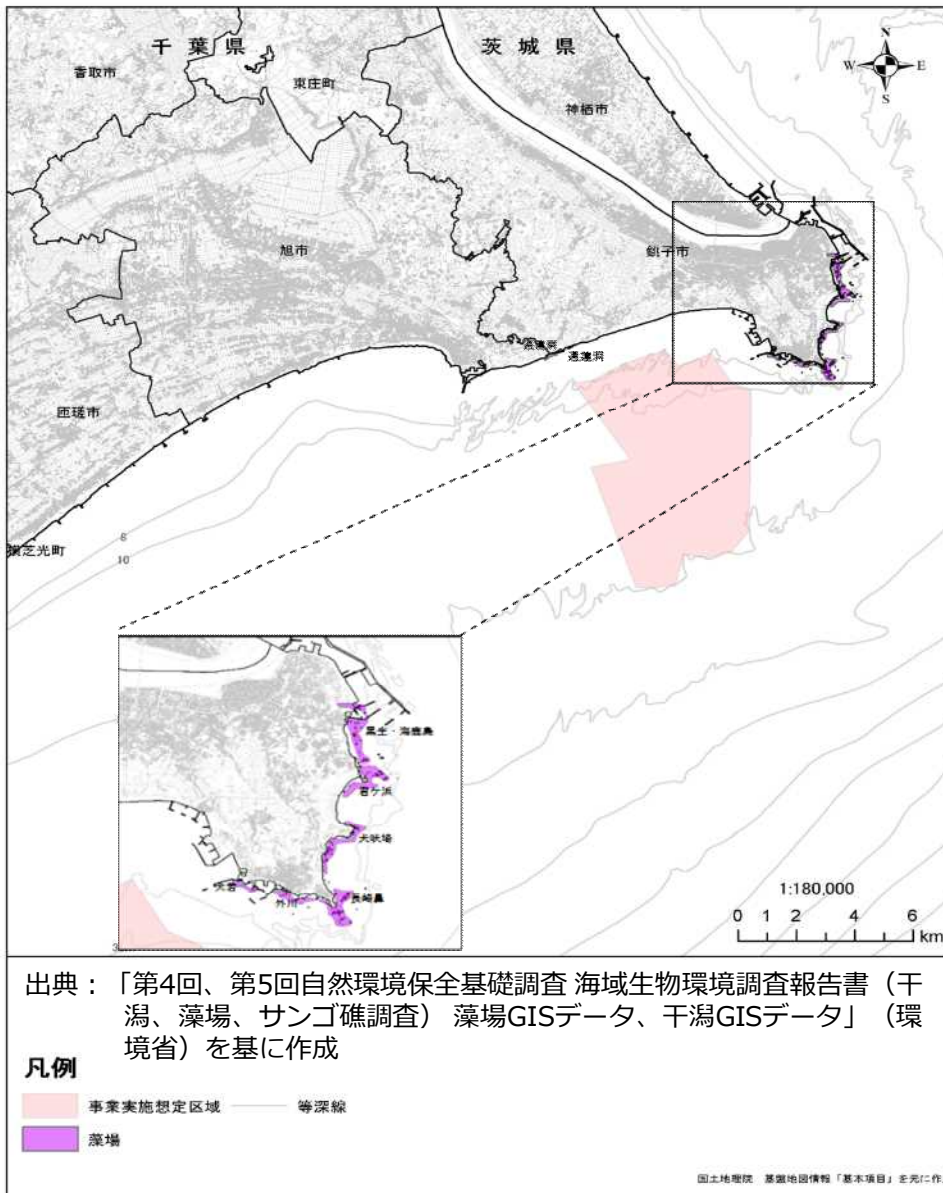 千葉県
茨城県
N
W
E
S
香取市
東庄町
神栖市
旭市
銚子市
匝瑳市
横芝光町
8
10
黒生・海鹿島
君ケ浜
犬吠埼
犬若
外川
長崎鼻
1:180,000
0 1 2 4 6
km
出典：「第4回、第5回自然環境保全基礎調査 海域生物環境調査報告書（干
潟、藻場、サンゴ礁調査） 藻場GISデータ、干潟GISデータ」（環
境省）を基に作成
凡例
事業実施想定区域
等深線
藻場
国土地理院 基盤地図情報「基本項目」を元に作